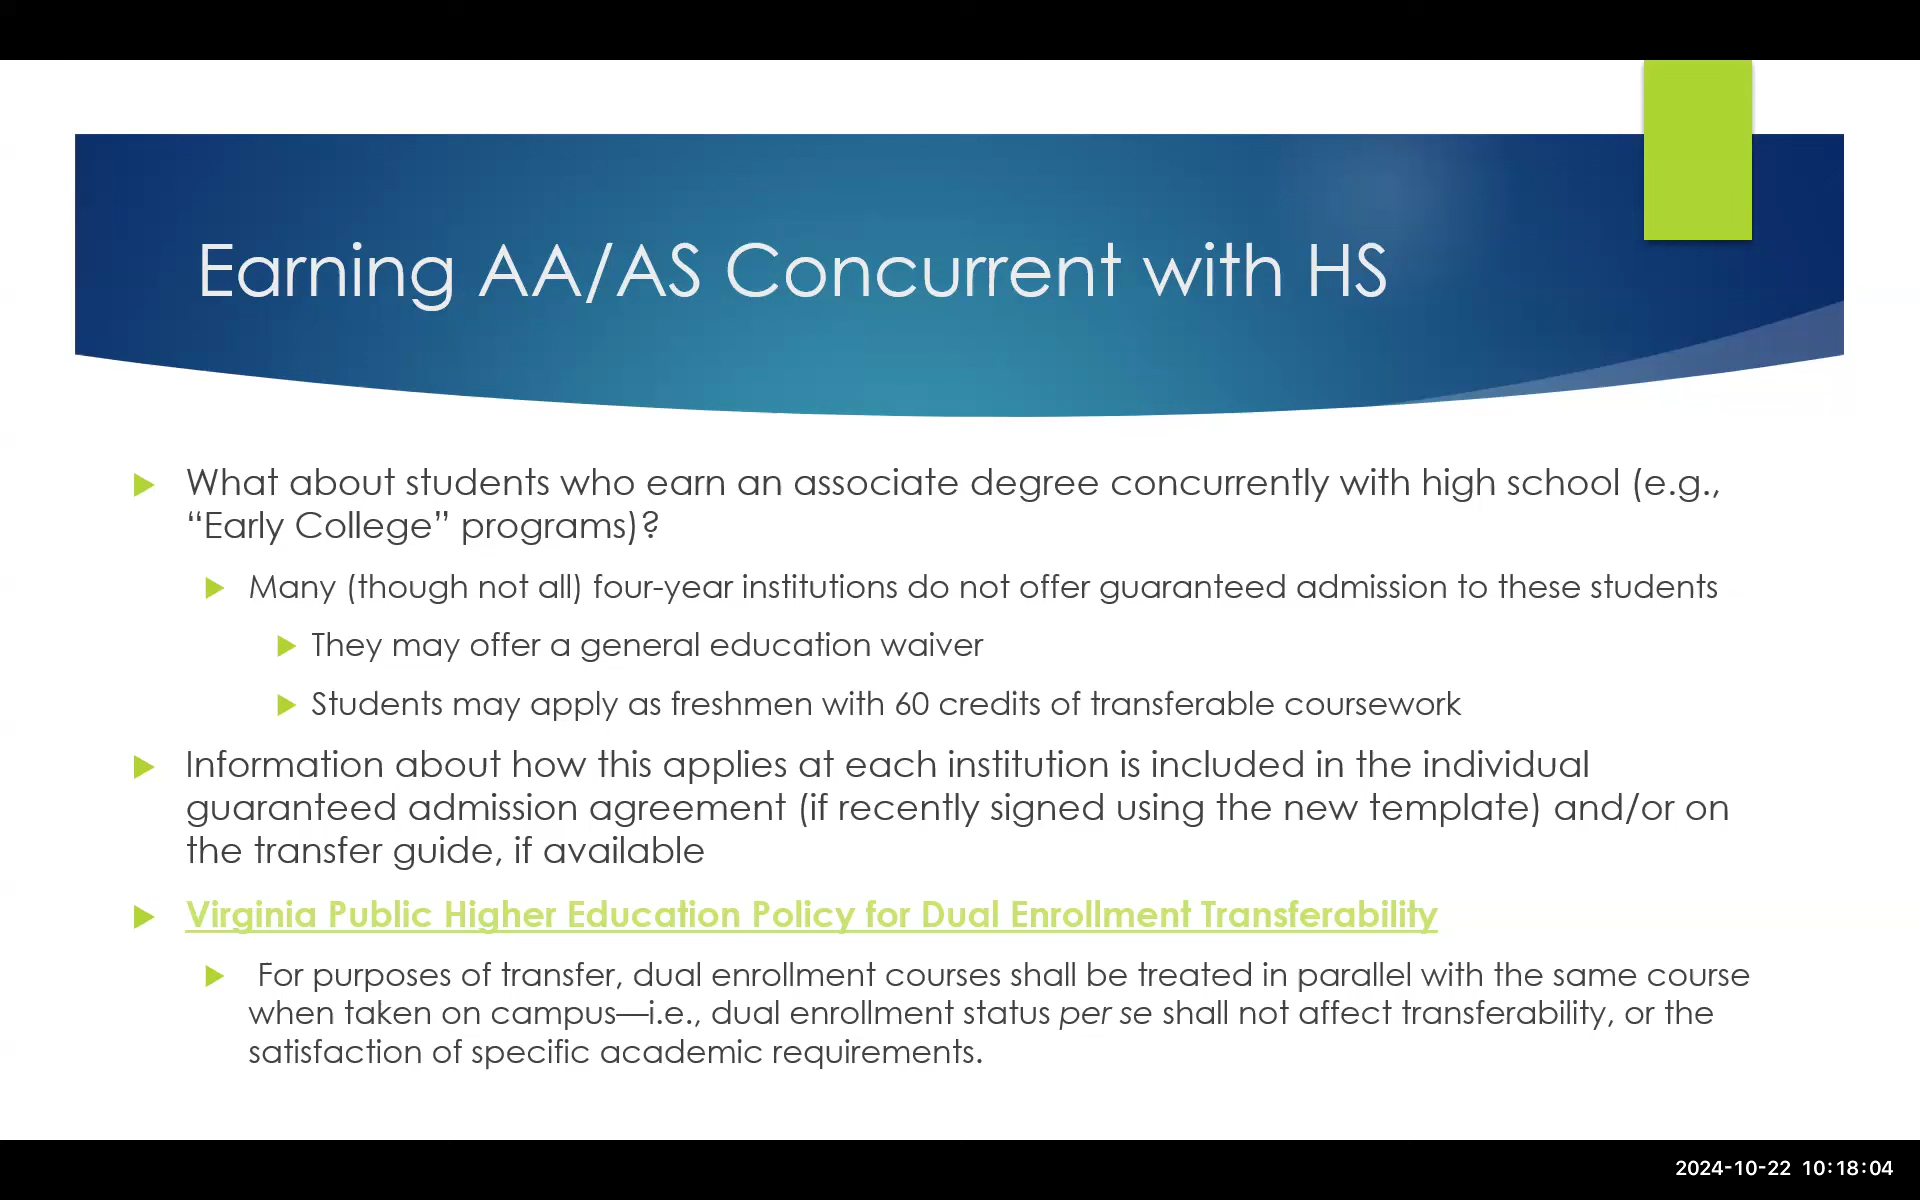 Earning AA/AS Concurrent with HS
What about students who earn an associate degree concurrently with high school (e.g.,
“Early College” programs)?
Many (though not all) four-year institutions do not offer guaranteed admission to these students
They may offer a general education waiver
Students may apply as freshmen with 60 credits of transferable coursework
Information about how this applies at each institution is included in the individual
guaranteed admission agreement (if recently signed using the new template) and/or on
the transfer guide, if available
Virginia Public Higher Education Policy for Dual Enrollment Transferability
For purposes of transfer, dual enrollment courses shall be treated in parallel with the same course
when taken on campus—i.e., dual enrollment status per se shall not affect transferability, or the
satisfaction of specific academic requirements.
2024-10-22 10:18:04